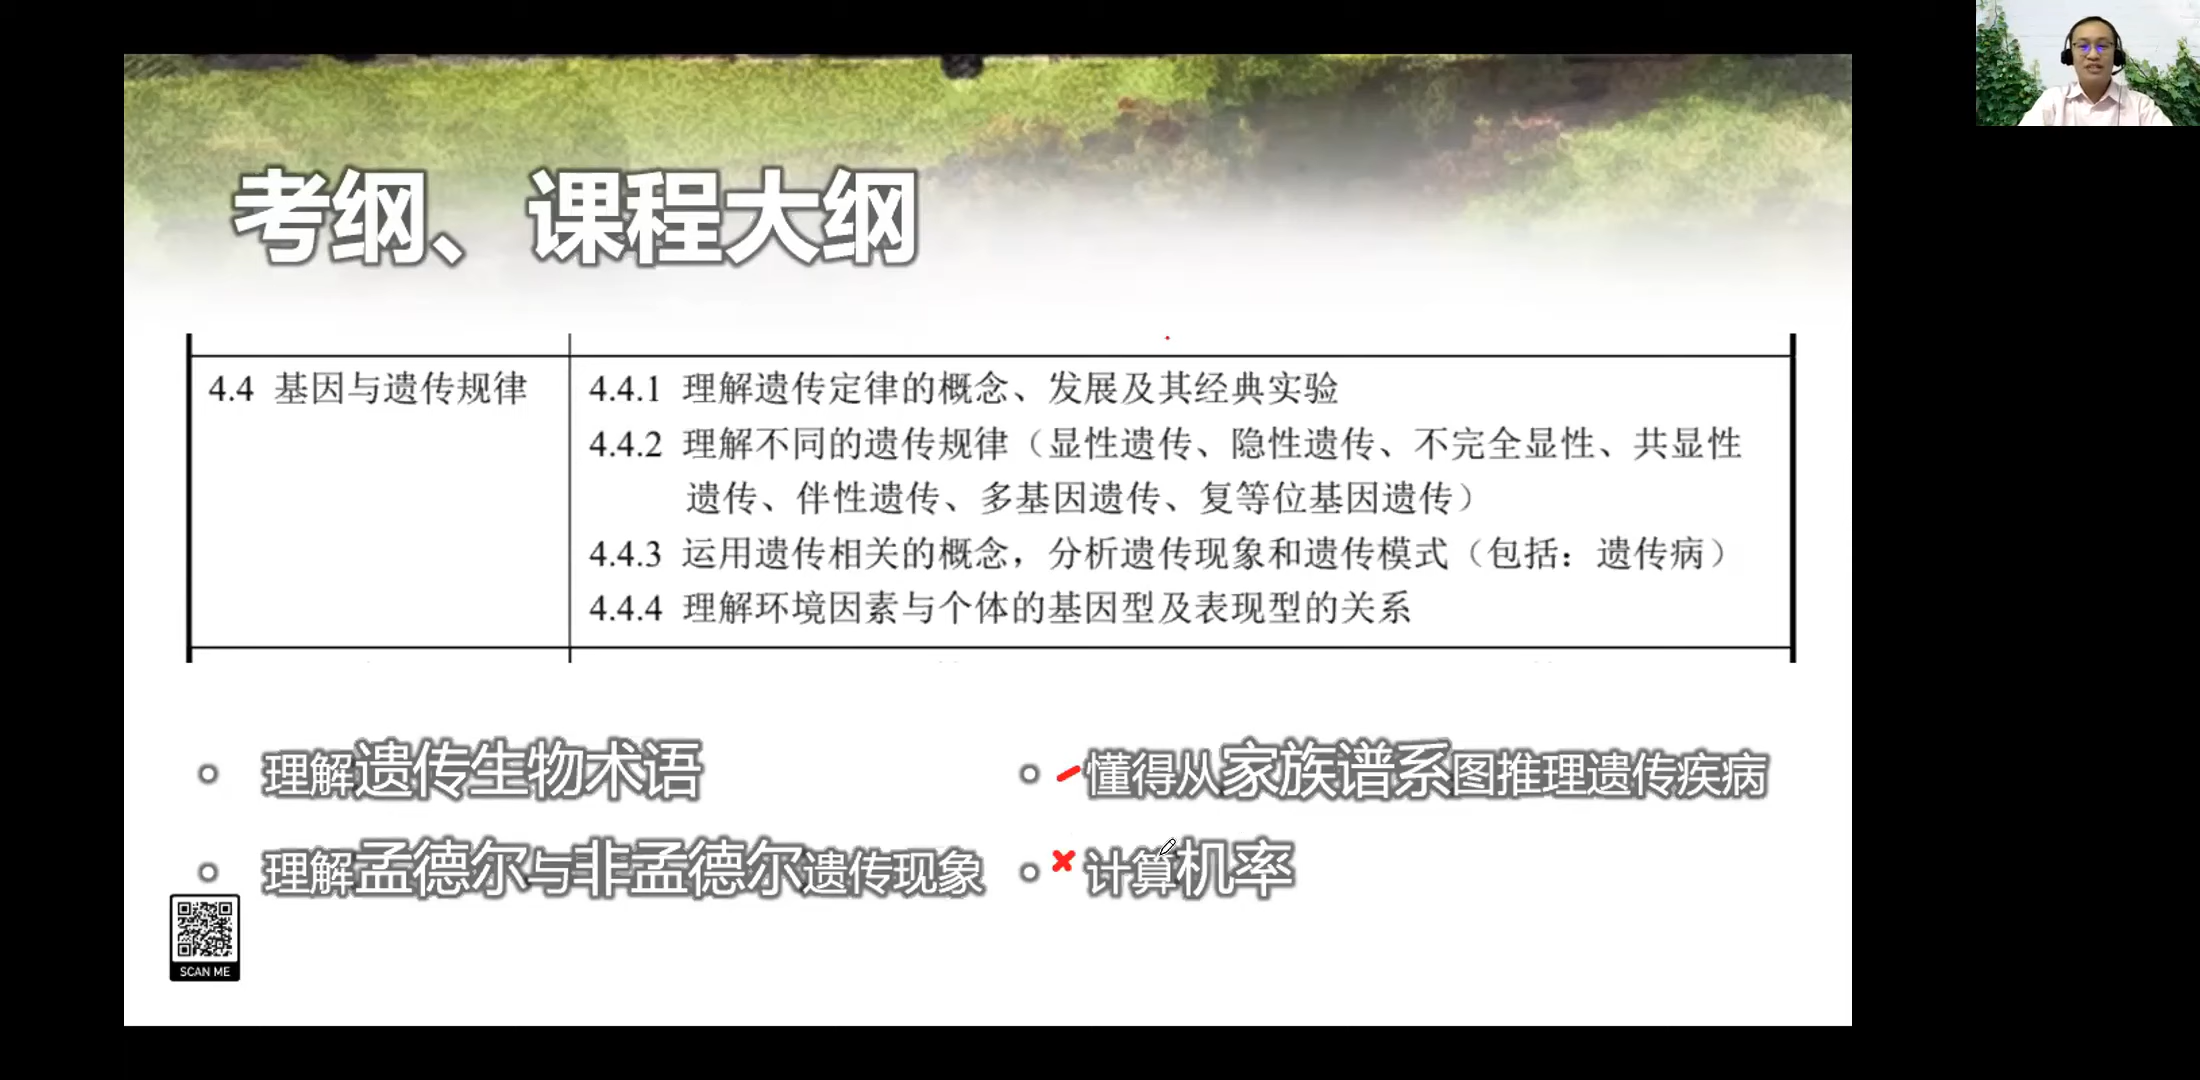 考纲、课程大纲
4.4 基因与遗传规律
4.4.1 理解遗传定律的概念、发展及其经典实验
4.4.2 理解不同的遗传规律（显性遗传、隐性遗传、不完全显性、共显性
遗传、伴性遗传、多基因遗传、复等位基因遗传）
4.4.3 运用遗传相关的概念，分析遗传现象和遗传模式（包括：遗传病）
4.4.4 理解环境因素与个体的基因型及表现型的关系
理解遗传生物术语
理解孟德尔与非孟德尔遗传现象
懂得从家族谱系图推理遗传疾病
计算机率
SCAN ME